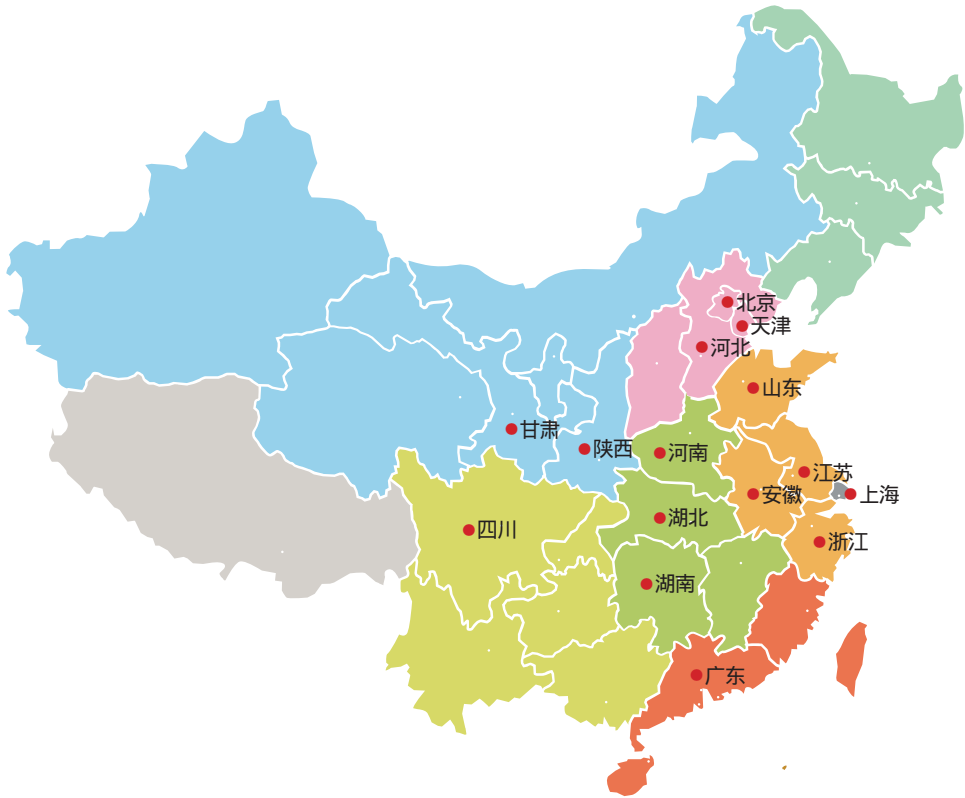 北京
天津
河北
山东
甘肃
陕西
河南
江苏
安徽
上海
湖北
四川
浙江
湖南
广东